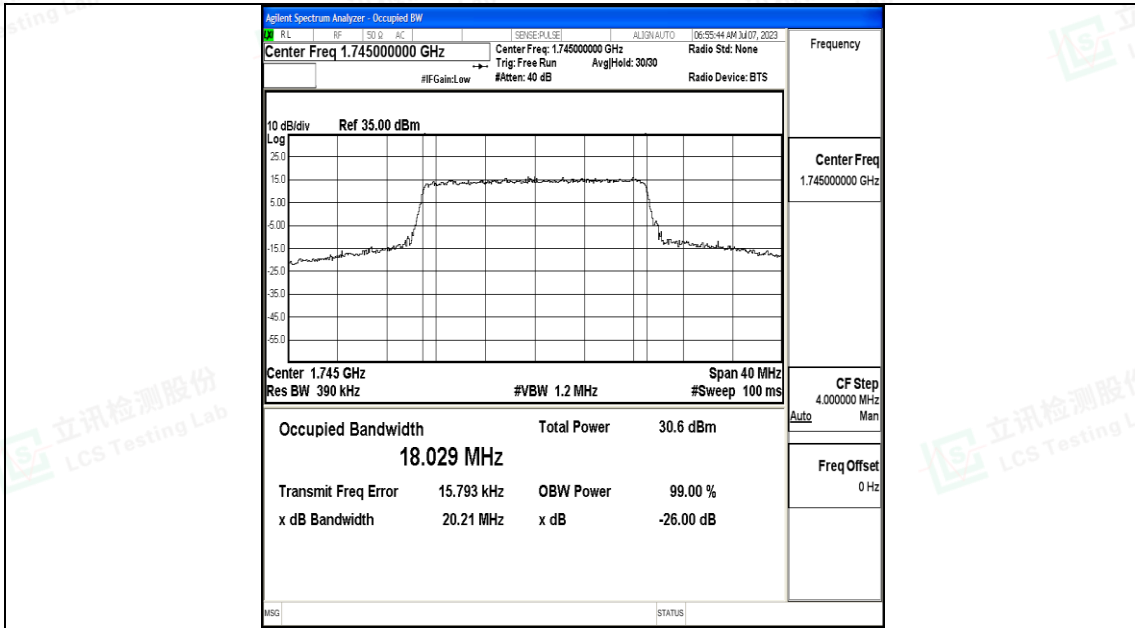 Agilent Spectrum Analyzer - Occupied BW
RL RF 50 Ω AC SENSE:PULSE ALIGN AUTO 06:55:44 AM Jul 07, 2023
Center Freq 1.745000000 GHz
Center Freq: 1.745000000 GHz
Radio Std: None
Trig: Free Run Avg|Hold: 30/30
#IFGain:Low
#Atten: 40 dB
Radio Device: BTS
10 dB/div Ref 35.00 dBm
Log
25.0
15.0
5.00
-5.00
-15.0
-25.0
-35.0
-45.0
-55.0
Center 1.745 GHz Span 40 MHz
Res BW 390 kHz #VBW 1.2 MHz #Sweep 100 ms
Occupied Bandwidth Total Power 30.6 dBm
18.029 MHz
Transmit Freq Error 15.793 kHz OBW Power 99.00 %
x dB Bandwidth 20.21 MHz x dB -26.00 dB
MSG STATUS
Frequency
Center Freq
1.745000000 GHz
CF Step
4.000000 MHz
Auto Man
Freq Offset
0 Hz
立讯检测股份
LCS Testing Lab
立讯检测股
LCS Testing L
sting Lab